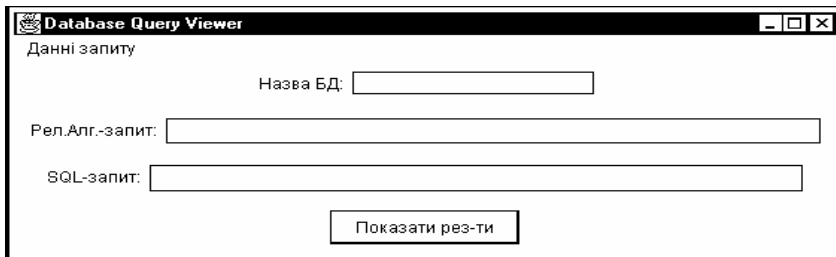 Database Query Viewer
Данні запиту
Назва БД:
Рел.Алг.-запит:
SQL-запит:
Показати рез-ти